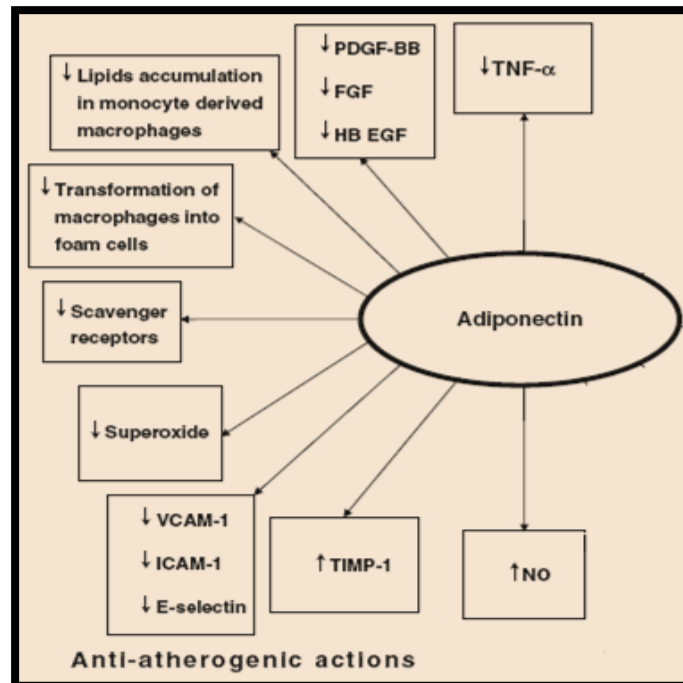 ↓ Lipids accumulation
in monocyte derived
macrophages
↓ PDGF-BB
↓ FGF
↓ HB EGF
↓ TNF-α
↓ Transformation of
macrophages into
foam cells
↓ Scavenger
receptors
Adiponectin
↓ Superoxide
↓ VCAM-1
↓ ICAM-1
↓ E-selectin
↑ TIMP-1
↑ NO
Anti-atherogenic actions